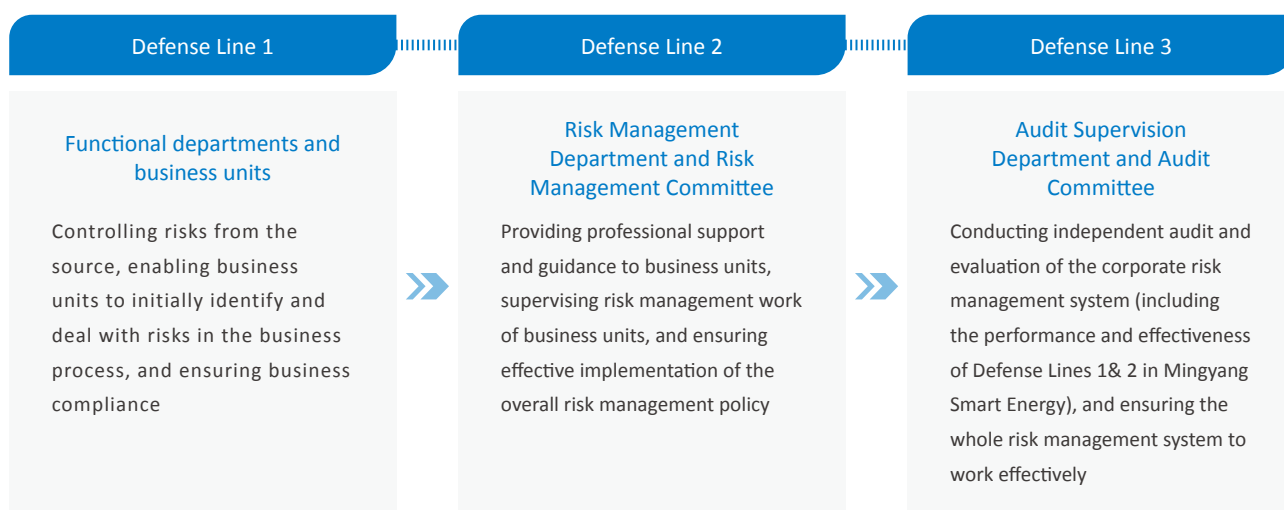 Defense Line 1
Defense Line 2
Defense Line 3
Functional departments and
business units
Controlling risks from the
source, enabling business
units to initially identify and
deal with risks in the business
process, and ensuring business
compliance
Risk Management
Department and Risk
Management Committee
Providing professional support
and guidance to business units,
supervising risk management work
of business units, and ensuring
effective implementation of the
overall risk management policy
Audit Supervision
Department and Audit
Committee
Conducting independent audit and
evaluation of the corporate risk
management system (including
the performance and effectiveness
of Defense Lines 1& 2 in Mingyang
Smart Energy), and ensuring the
whole risk management system to
work effectively